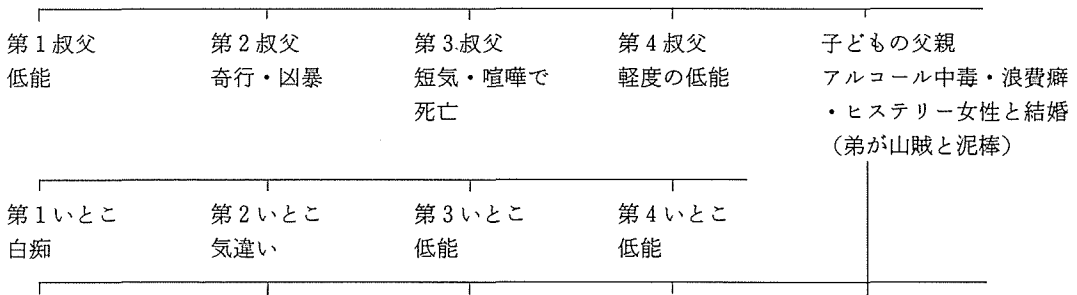 第1叔父 第2叔父 第3叔父 第4叔父 子どもの父親
低能 奇行・凶暴 短気・喧嘩で 軽度の低能 アルコール中毒・浪費癖
死亡 ・ヒステリー女性と結婚
（弟が山賊と泥棒）
第1いとこ 第2いとこ 第3いとこ 第4いとこ
白痴 気違い 低能 低能